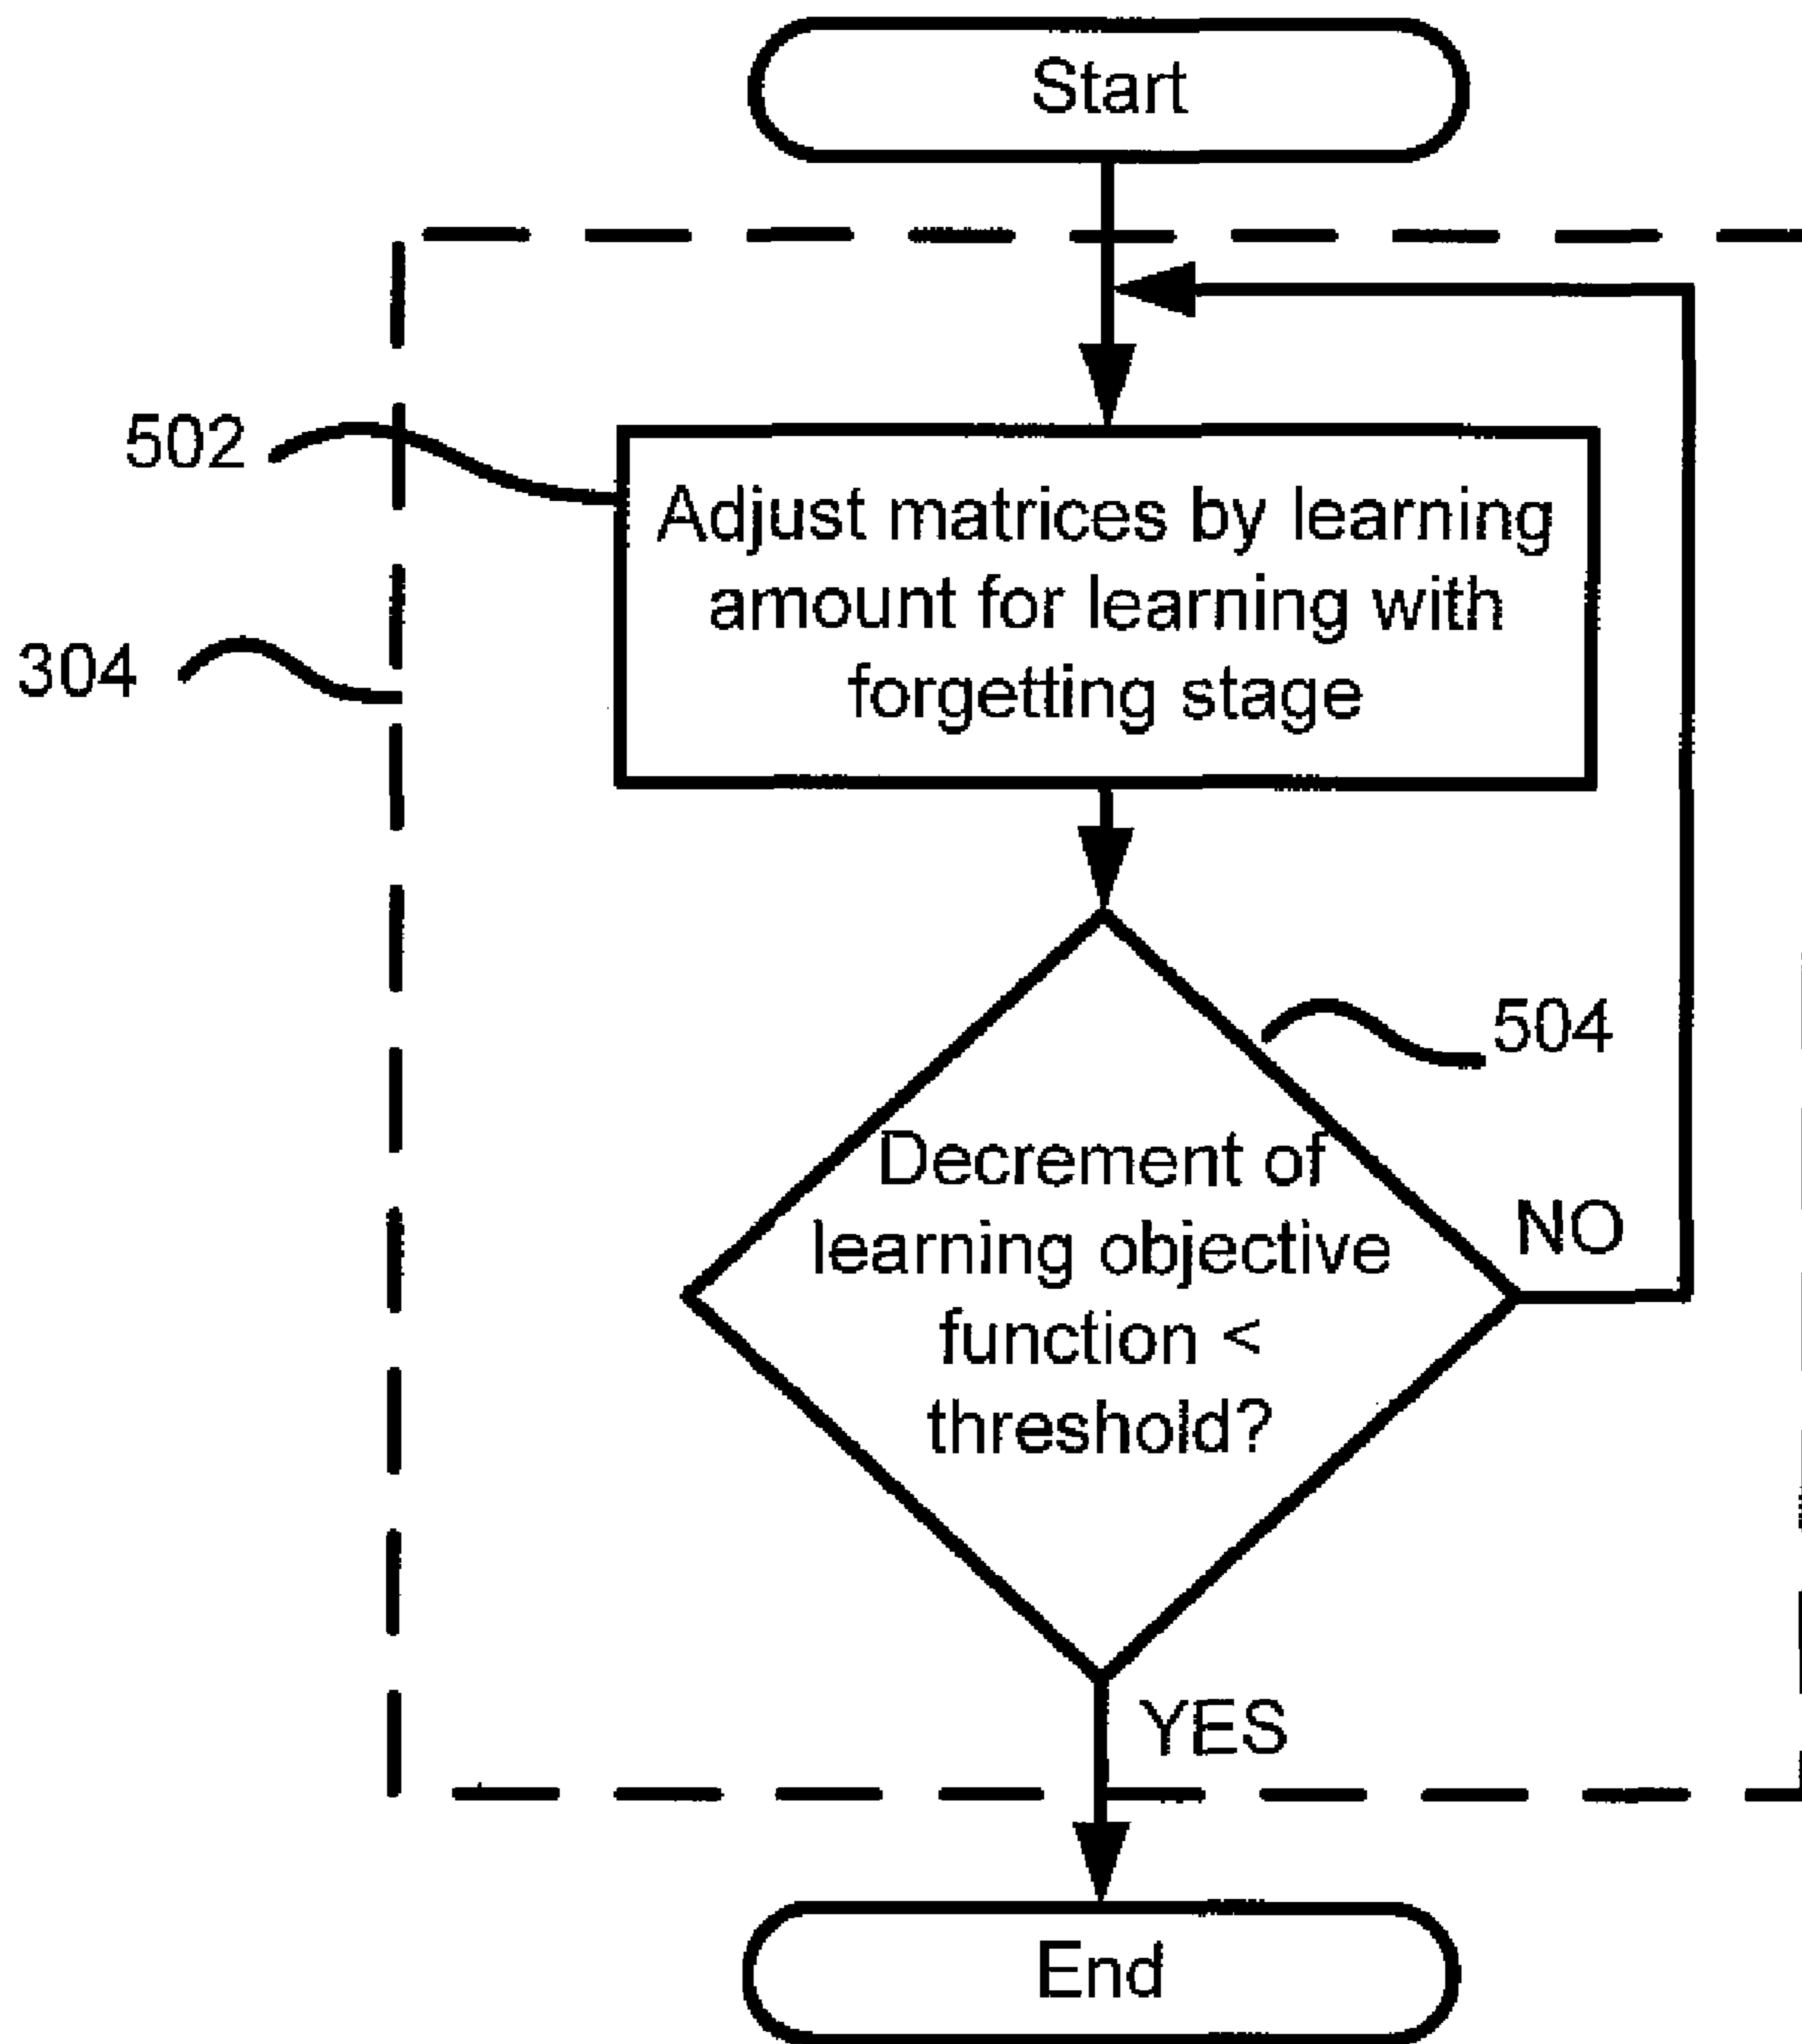 Start
502
Adjust matrices by learning
amount for learning with
forgetting stage
304
504
Decrement of
learning objective
function <
threshold?
NO
YES
End